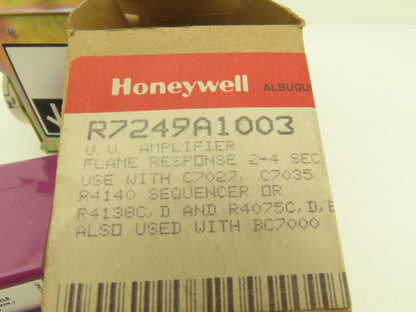 Honeywell ALBUQU
R7249A1003
U.V. AMPLIFIER
FLAME RESPONSE 2-4 SEC
USE WITH C7027, C7035
R4140 SEQUENCER OR
R4138C,D AND R4075C,D,E
ALSO USED WITH BC7000